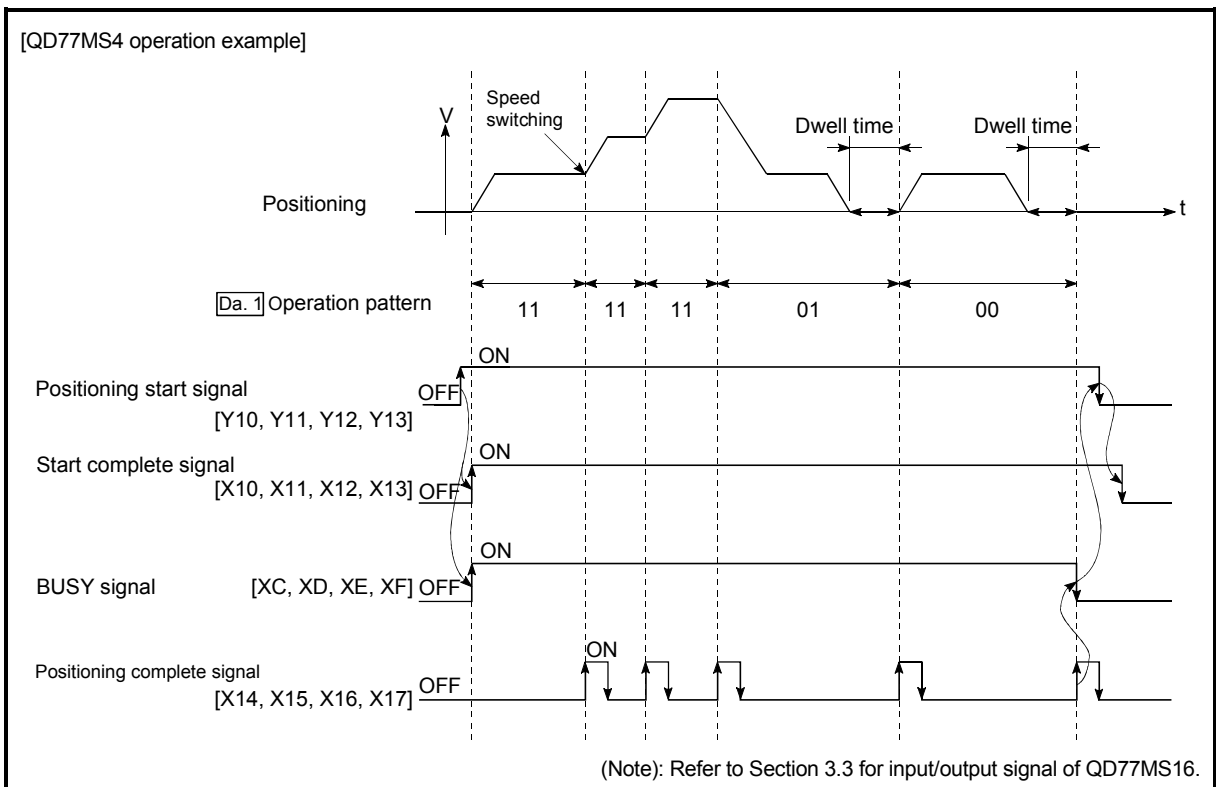 [QD77MS4 operation example]
V
Speed
switching
Dwell time Dwell time
Positioning
t
Da. 1 Operation pattern
11 11 11 01 00
ON
Positioning start signal
OFF
[Y10, Y11, Y12, Y13]
ON
Start complete signal
[X10, X11, X12, X13] OFF
ON
BUSY signal [XC, XD, XE, XF] OFF
ON
Positioning complete signal
OFF
[X14, X15, X16, X17]
(Note): Refer to Section 3.3 for input/output signal of QD77MS16.